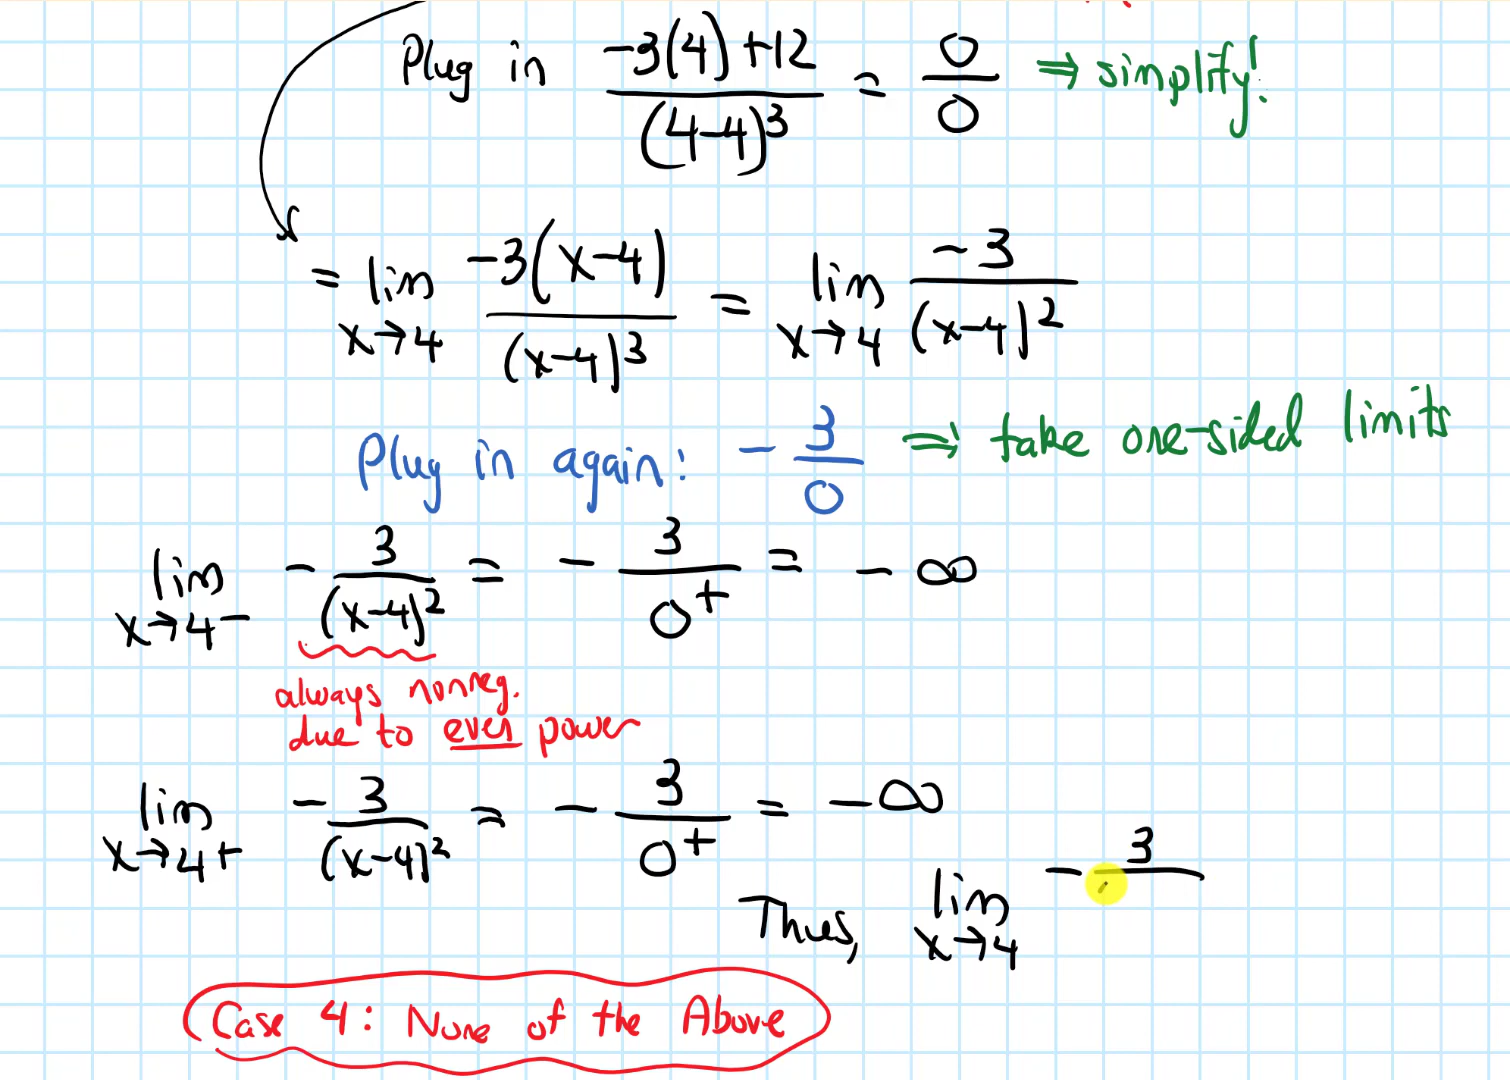 Plug in (-3(4)+12)/(4-4)³ = 0/0 ⇒ simplify!
= lim x→4 -3(x-4)/(x-4)³ = lim x→4 -3/(x-4)²
Plug in again: - 3/0 ⇒ take one-sided limits
lim x→4⁻ - 3/(x-4)² = - 3/0⁺ = - ∞
always nonneg.
due to even power
lim x→4⁺ - 3/(x-4)² = - 3/0⁺ = -∞
Thus, lim x→4 - 3/
Case 4: None of the Above